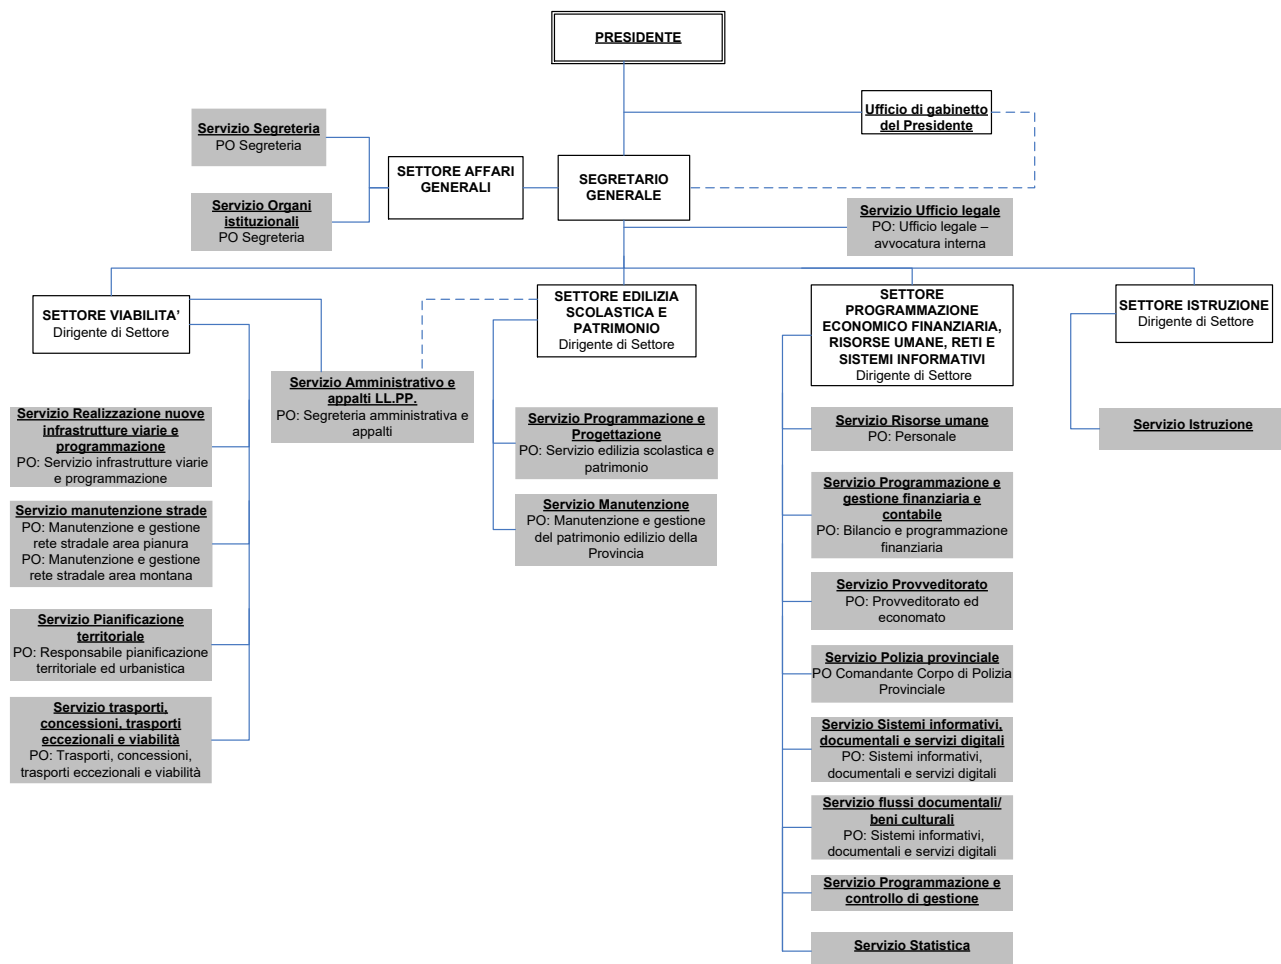 PRESIDENTE
Ufficio di gabinetto
del Presidente
Servizio Segreteria
PO Segreteria
SETTORE AFFARI
GENERALI
SEGRETARIO
GENERALE
Servizio Organi
istituzionali
PO Segreteria
Servizio Ufficio legale
PO: Ufficio legale –
avvocatura interna
SETTORE VIABILITA’
Dirigente di Settore
SETTORE EDILIZIA
SCOLASTICA E
PATRIMONIO
Dirigente di Settore
SETTORE
PROGRAMMAZIONE
ECONOMICO FINANZIARIA,
RISORSE UMANE, RETI E
SISTEMI INFORMATIVI
Dirigente di Settore
SETTORE ISTRUZIONE
Dirigente di Settore
Servizio Amministrativo e
appalti LL.PP.
PO: Segreteria amministrativa e
appalti
Servizio Realizzazione nuove
infrastrutture viarie e
programmazione
PO: Servizio infrastrutture viarie
e programmazione
Servizio manutenzione strade
PO: Manutenzione e gestione
rete stradale area pianura
PO: Manutenzione e gestione
rete stradale area montana
Servizio Pianificazione
territoriale
PO: Responsabile pianificazione
territoriale ed urbanistica
Servizio trasporti,
concessioni, trasporti
eccezionali e viabilità
PO: Trasporti, concessioni,
trasporti eccezionali e viabilità
Servizio Programmazione e
Progettazione
PO: Servizio edilizia scolastica e
patrimonio
Servizio Manutenzione
PO: Manutenzione e gestione
del patrimonio edilizio della
Provincia
Servizio Risorse umane
PO: Personale
Servizio Programmazione e
gestione finanziaria e
contabile
PO: Bilancio e programmazione
finanziaria
Servizio Provveditorato
PO: Provveditorato ed
economato
Servizio Polizia provinciale
PO Comandante Corpo di Polizia
Provinciale
Servizio Sistemi informativi,
documentali e servizi digitali
PO: Sistemi informativi,
documentali e servizi digitali
Servizio flussi documentali/
beni culturali
PO: Sistemi informativi,
documentali e servizi digitali
Servizio Programmazione e
controllo di gestione
Servizio Statistica
Servizio Istruzione